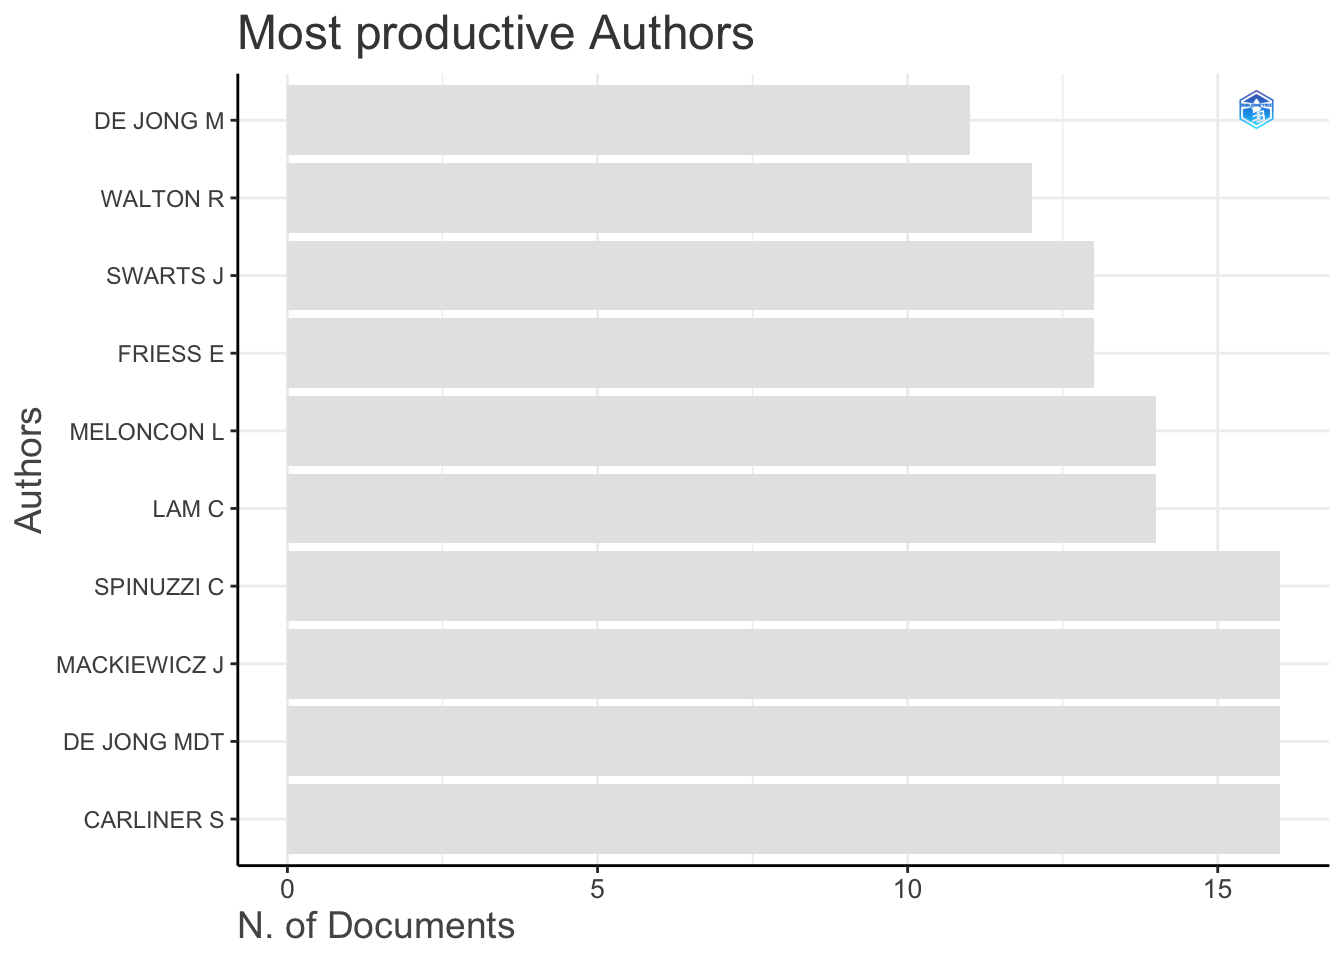 Most productive Authors
DE JONG M
WALTON R
SWARTS J
FRIESS E
MELONCON L
LAM C
SPINUZZI C
MACKIEWICZ J
DE JONG MDT
CARLINER S
Authors
0 5 10 15
N. of Documents